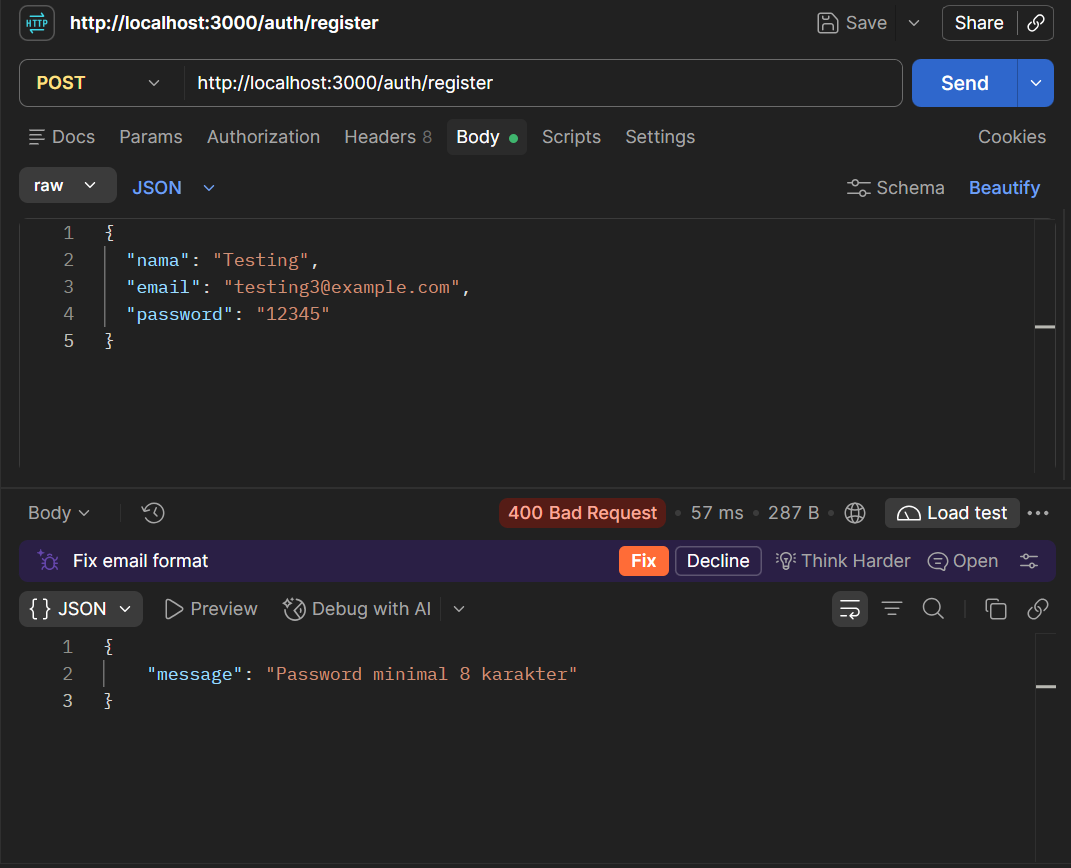 HTTP http://localhost:3000/auth/register Save Share
POST http://localhost:3000/auth/register Send
Docs Params Authorization Headers 8 Body Scripts Settings Cookies
raw JSON Schema Beautify
1 {
2 "nama": "Testing",
3 "email": "testing3@example.com",
4 "password": "12345"
5 }
Body 400 Bad Request • 57 ms • 287 B • Load test
Fix email format Fix Decline Think Harder Open
{} JSON Preview Debug with AI
1 {
2 "message": "Password minimal 8 karakter"
3 }